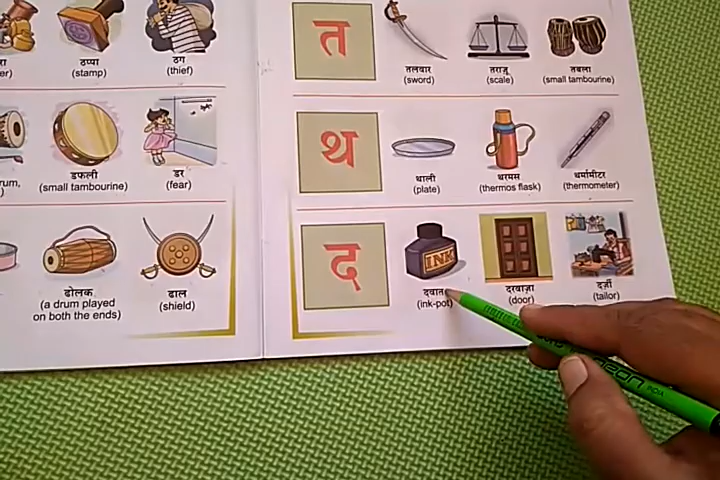 ठप्पा
(stamp)
ठग
(thief)
डफली
(small tambourine)
डर
(fear)
ढोलक
(a drum played
on both the ends)
ढाल
(shield)
त
तलवार
(sword)
तराजू
(scale)
तबला
(small tambourine)
थ
थाली
(plate)
थरमस
(thermos flask)
थर्मामीटर
(thermometer)
द
INK
दवात
(ink-pot)
दरवाज़ा
(door)
दर्ज़ी
(tailor)